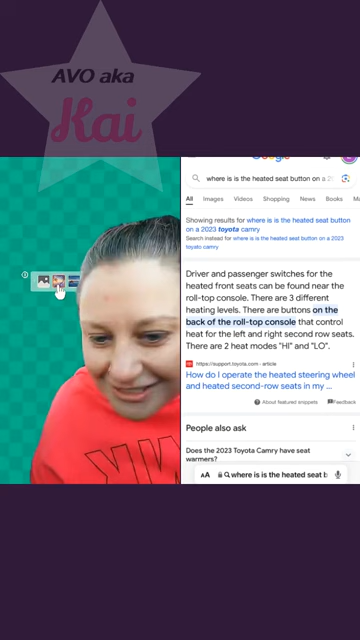 AVO aka
Kai
Google
where is is the heated seat button on a 20
All Images Videos Shopping News Books Ma
Showing results for where is is the heated seat button
on a 2023 toyota camry
Search instead for where is is the heated seat button on a 2023
toyato camry
Driver and passenger switches for the
heated front seats can be found near the
roll-top console. There are 3 different
heating levels. There are buttons on the
back of the roll-top console that control
heat for the left and right second row seats.
There are 2 heat modes "HI" and "LO".
https://support.toyota.com › article
How do I operate the heated steering wheel
and heated second-row seats in my ...
About featured snippets Feedback
People also ask
Does the 2023 Toyota Camry have seat
warmers?
AA where is is the heated seat b